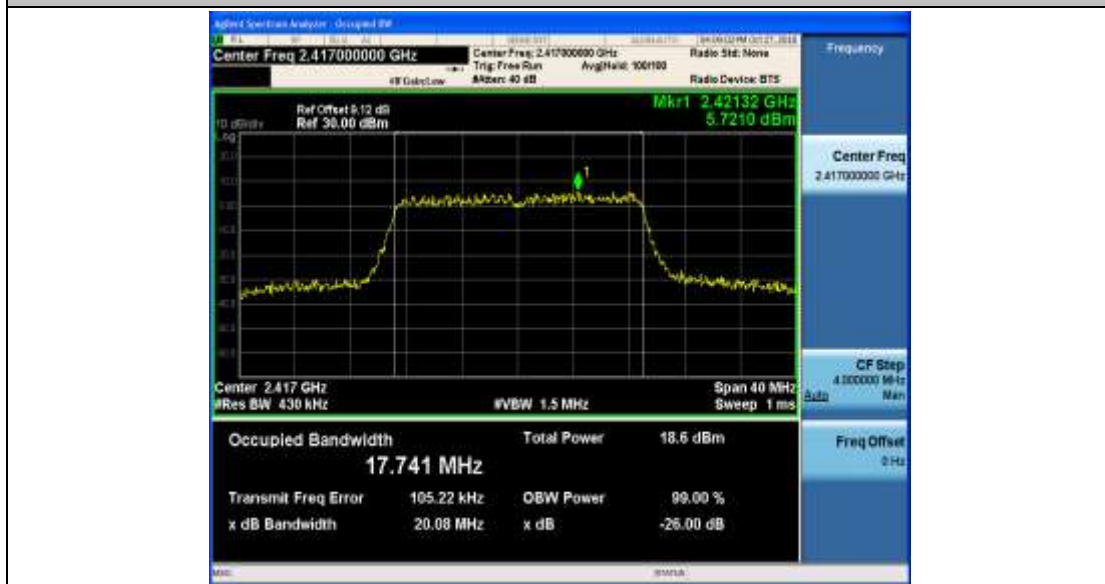 Agilent Spectrum Analyzer - Occupied BW
Center Freq 2.417000000 GHz
Center Freq: 2.417000000 GHz
Radio Std: None
Trig: Free Run Avg|Hold: 100/100
#IFGain:Low #Atten: 40 dB Radio Device: BTS
Frequency
Ref Offset 9.12 dB
10 dB/div Ref 30.00 dBm
Mkr1 2.42132 GHz
5.7210 dBm
Log
1
Center Freq
2.417000000 GHz
Center 2.417 GHz Span 40 MHz
#Res BW 430 kHz #VBW 1.5 MHz Sweep 1 ms
CF Step
4.000000 MHz
Auto Man
Occupied Bandwidth Total Power 18.6 dBm
17.741 MHz
Transmit Freq Error 105.22 kHz OBW Power 99.00 %
x dB Bandwidth 20.08 MHz x dB -26.00 dB
Freq Offset
0 Hz
MSG STATUS